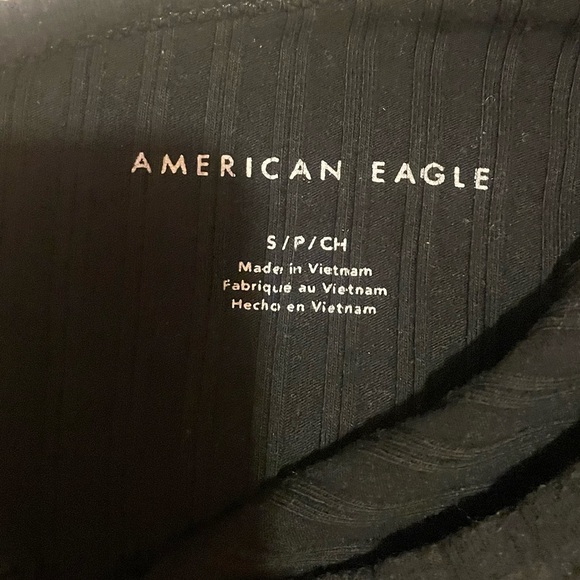 AMERICAN EAGLE
S/P/CH
Made in Vietnam
Fabriqué au Vietnam
Hecho en Vietnam